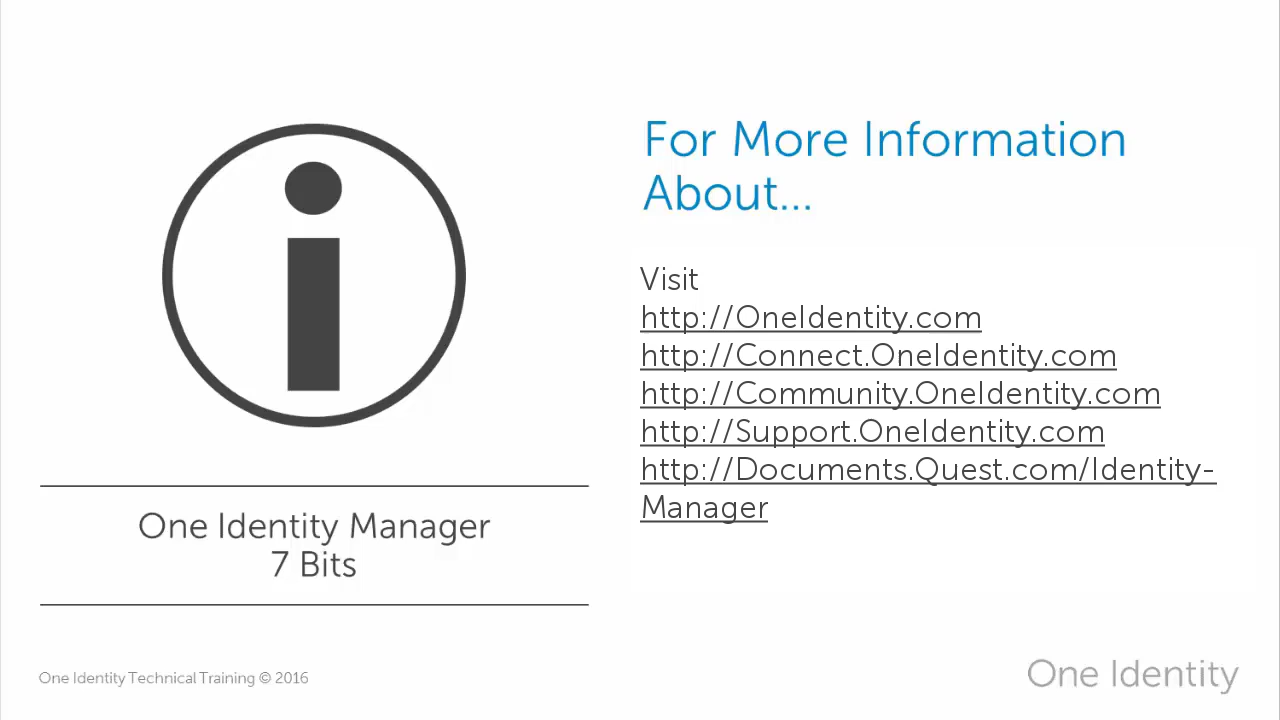 For More Information
About...
Visit
http://OneIdentity.com
http://Connect.OneIdentity.com
http://Community.OneIdentity.com
http://Support.OneIdentity.com
http://Documents.Quest.com/Identity-
Manager
One Identity Manager
7 Bits
One Identity Technical Training © 2016
One Identity